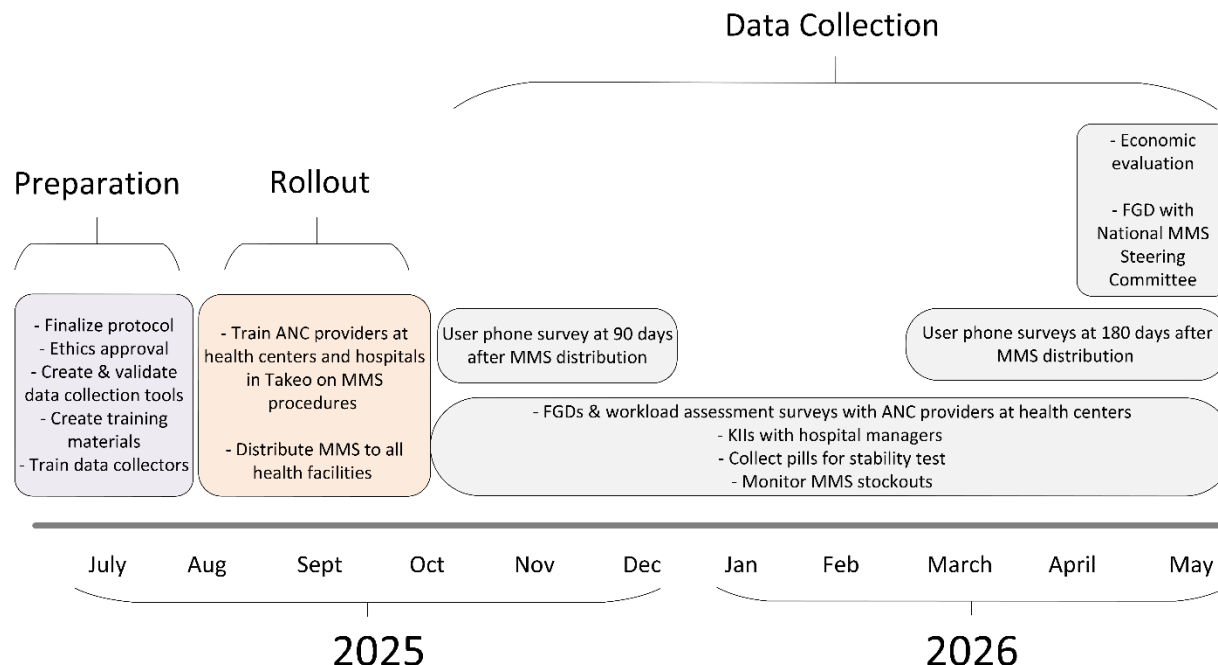 Data Collection
Preparation
Rollout
- Economic
evaluation
- FGD with
National MMS
Steering
Committee
- Finalize protocol
- Ethics approval
- Create & validate
data collection tools
- Create training
materials
- Train data collectors
- Train ANC providers at
health centers and hospitals
in Takeo on MMS
procedures
- Distribute MMS to all
health facilities
User phone survey at 90 days
after MMS distribution
User phone surveys at 180 days after
MMS distribution
- FGDs & workload assessment surveys with ANC providers at health centers
- KIIs with hospital managers
- Collect pills for stability test
- Monitor MMS stockouts
July Aug Sept Oct Nov Dec Jan Feb March April May
2025 2026